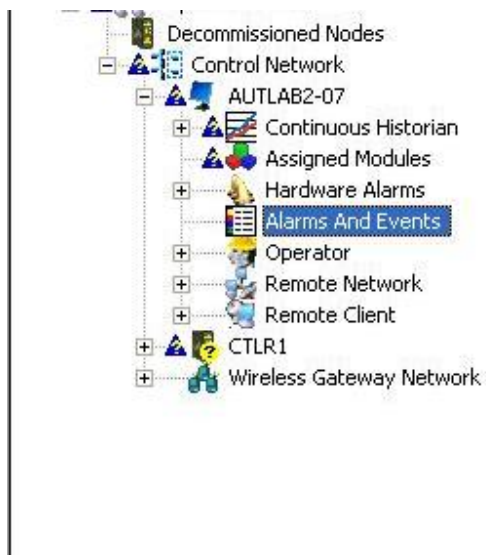 Decommissioned Nodes
Control Network
AUTLAB2-07
Continuous Historian
Assigned Modules
Hardware Alarms
Alarms And Events
Operator
Remote Network
Remote Client
CTLR1
Wireless Gateway Network